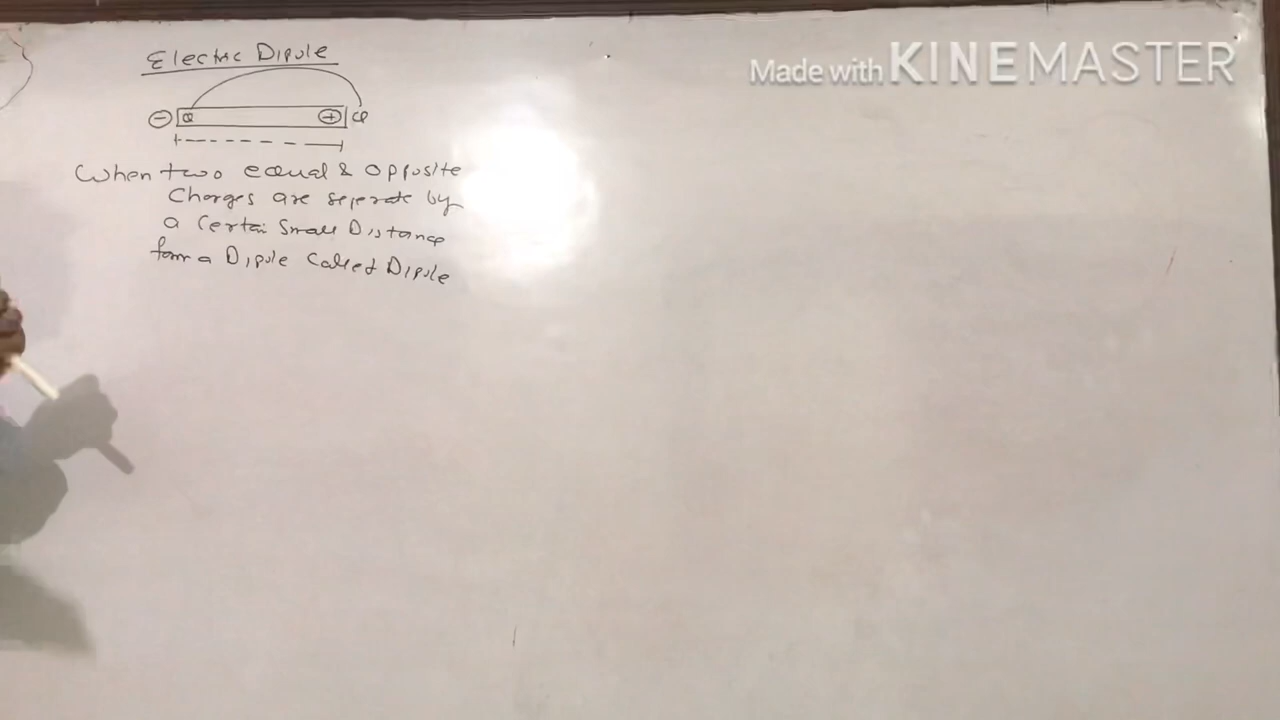 Electric Dipole
Made with KINEMASTER
− Q + Q
When two equal & opposite
Charges are seperate by
a Certain Small Distance
form a Dipole Called Dipole